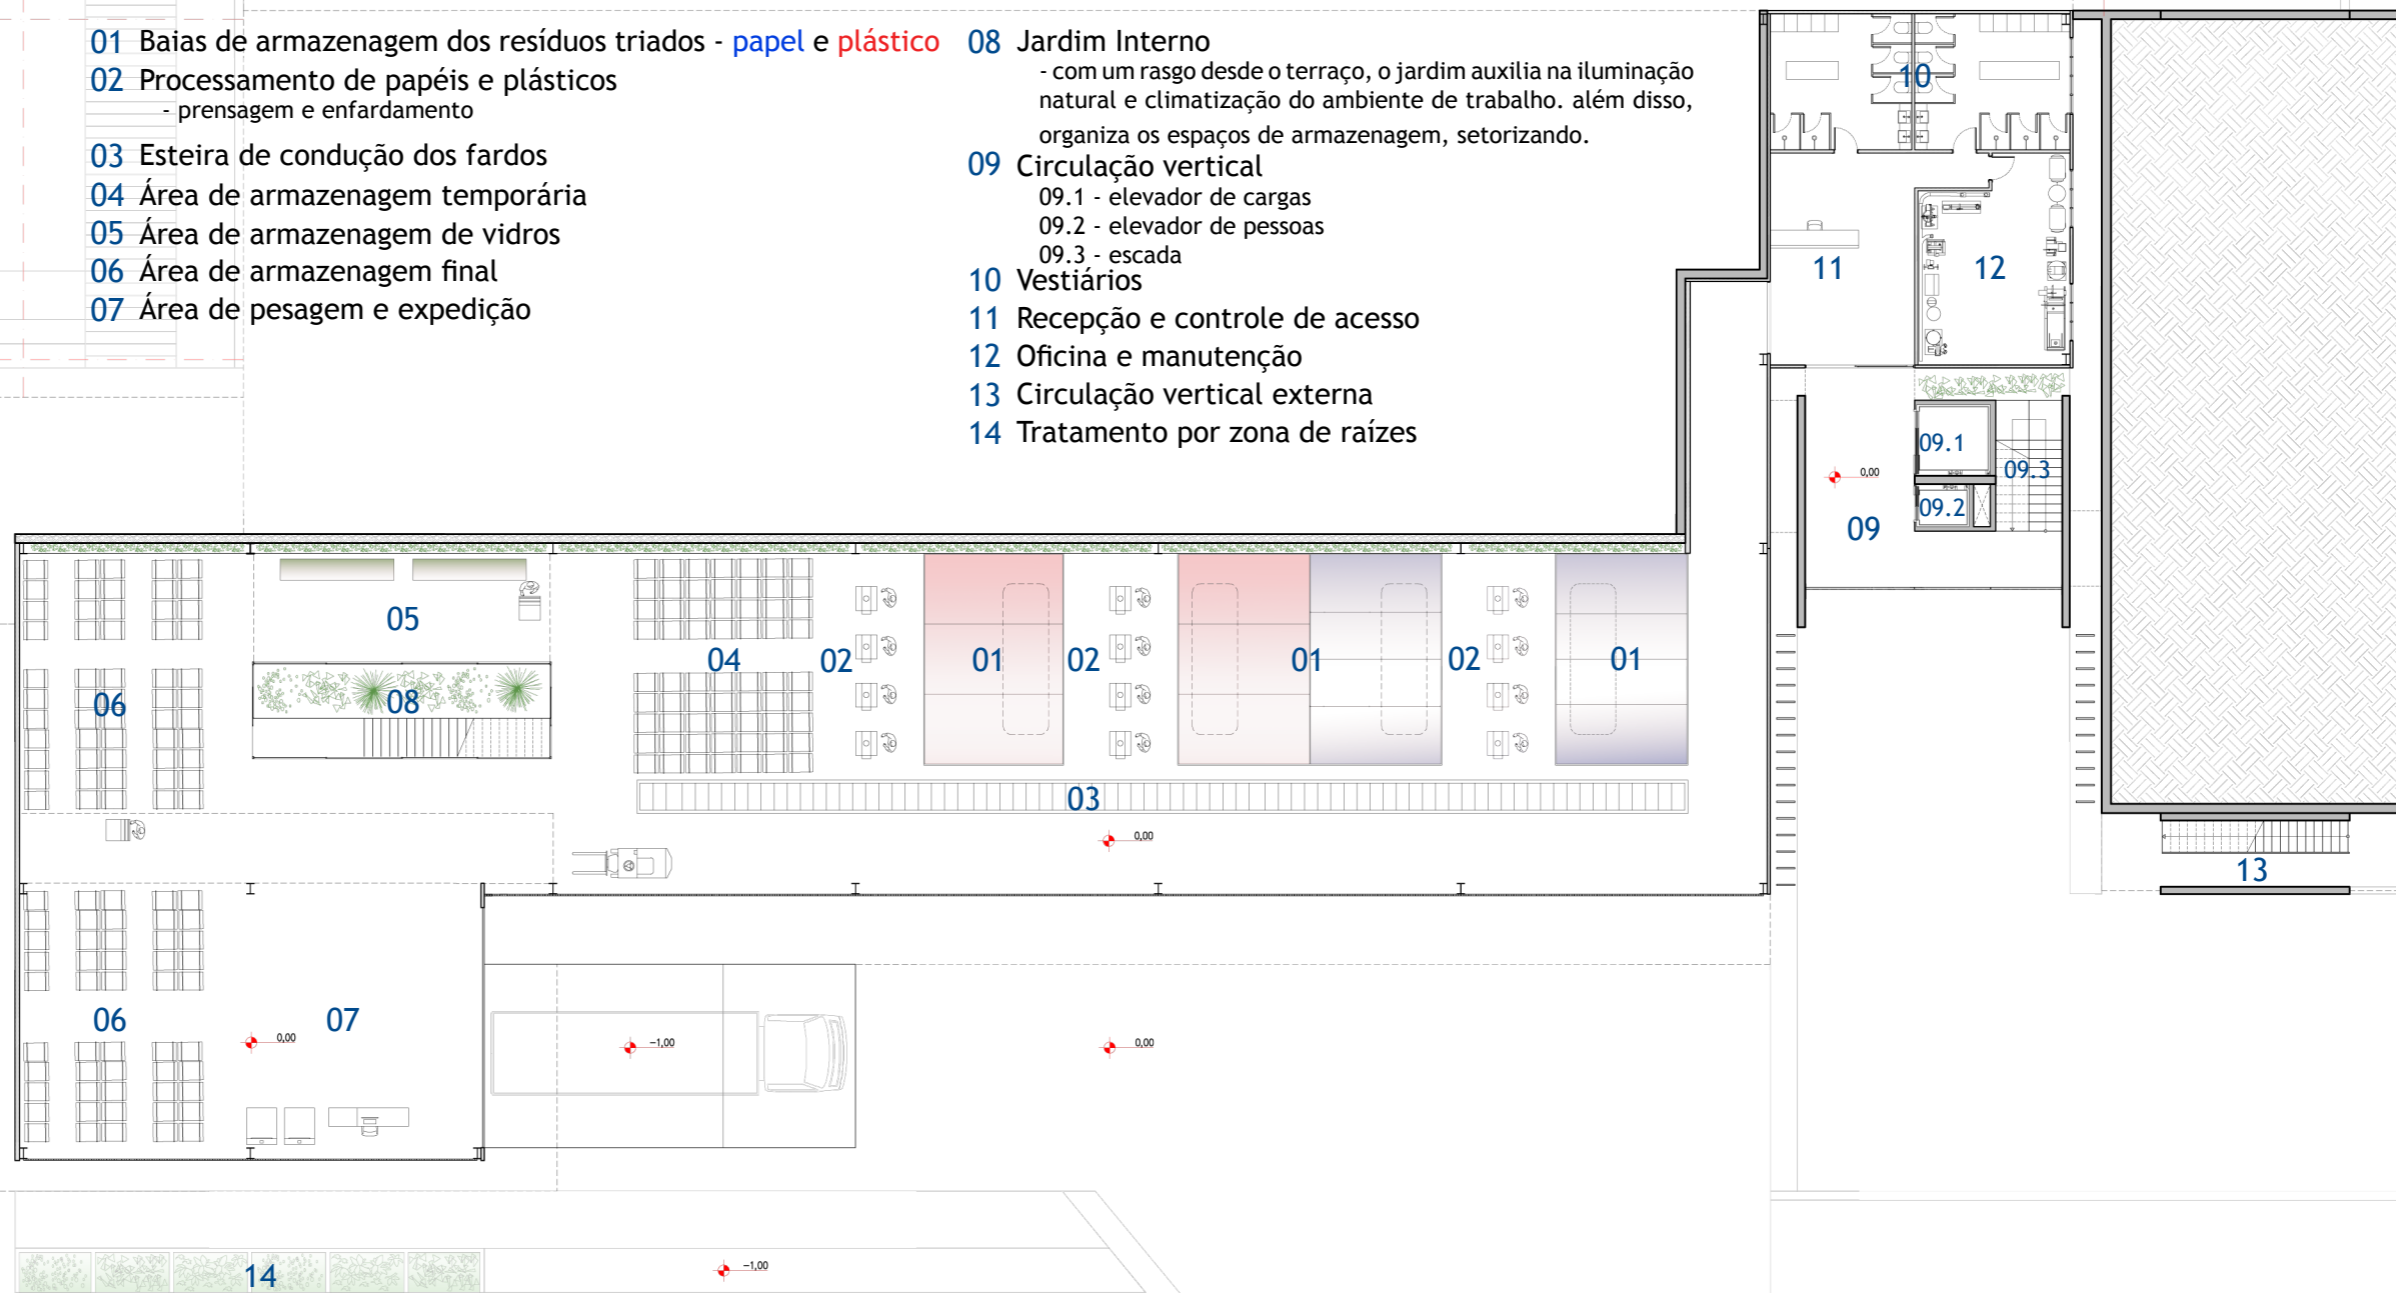 01 Baias de armazenagem dos resíduos triados - papel e plástico
02 Processamento de papéis e plásticos
- prensagem e enfardamento
03 Esteira de condução dos fardos
04 Área de armazenagem temporária
05 Área de armazenagem de vidros
06 Área de armazenagem final
07 Área de pesagem e expedição
08 Jardim Interno
- com um rasgo desde o terraço, o jardim auxilia na iluminação
natural e climatização do ambiente de trabalho. além disso,
organiza os espaços de armazenagem, setorizando.
09 Circulação vertical
09.1 - elevador de cargas
09.2 - elevador de pessoas
09.3 - escada
10 Vestiários
11 Recepção e controle de acesso
12 Oficina e manutenção
13 Circulação vertical externa
14 Tratamento por zona de raízes
10
11
12
09.1
09.3
0,00
09.2
09
05
04
02
01
02
01
02
01
06
08
03
0,00
13
06
07
0,00
-1,00
0,00
14
-1,00